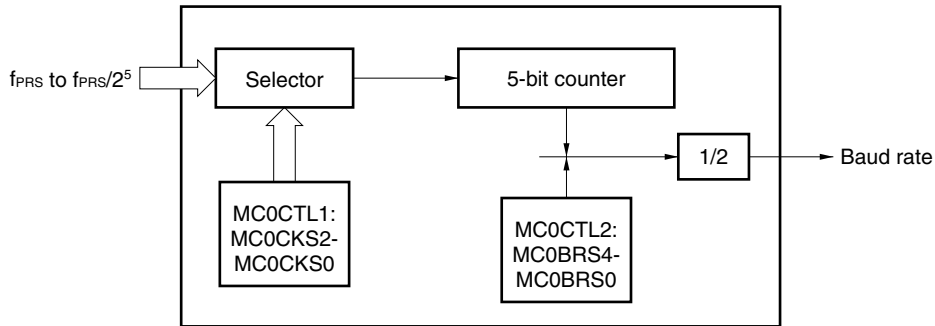 fPRS to fPRS/2⁵
Selector
5-bit counter
1/2
Baud rate
MC0CTL1:
MC0CKS2-
MC0CKS0
MC0CTL2:
MC0BRS4-
MC0BRS0